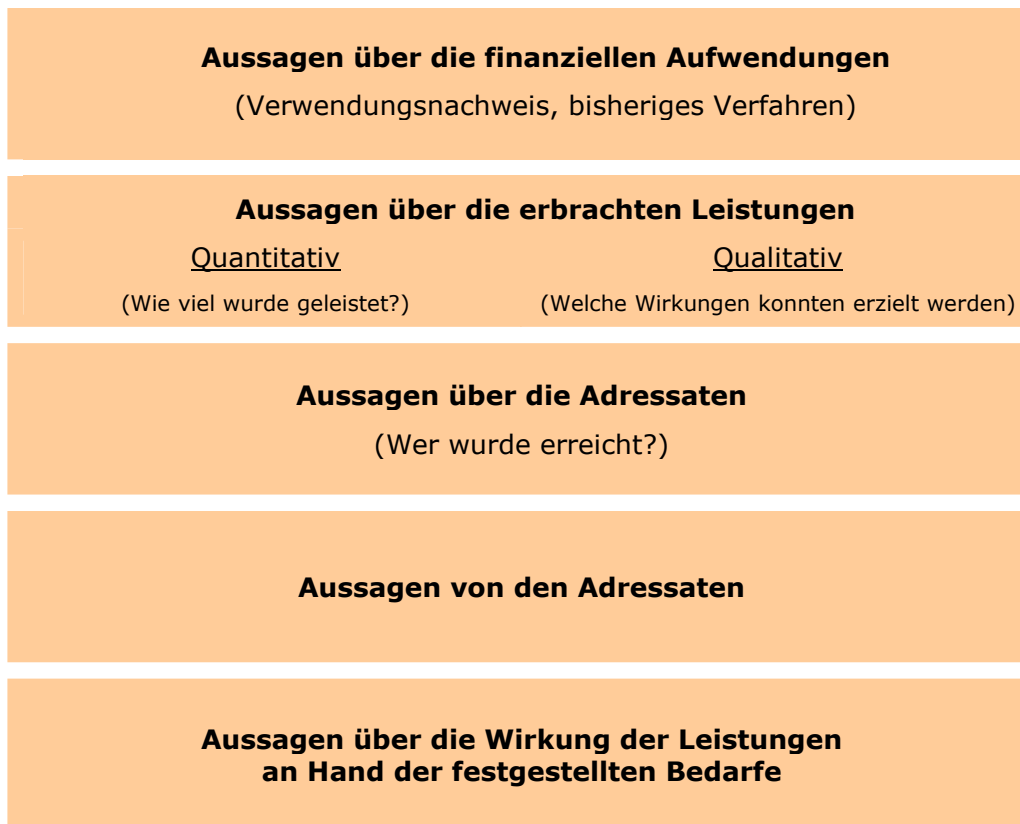 Aussagen über die finanziellen Aufwendungen
(Verwendungsnachweis, bisheriges Verfahren)
Aussagen über die erbrachten Leistungen
Quantitativ Qualitativ
(Wie viel wurde geleistet?) (Welche Wirkungen konnten erzielt werden)
Aussagen über die Adressaten
(Wer wurde erreicht?)
Aussagen von den Adressaten
Aussagen über die Wirkung der Leistungen
an Hand der festgestellten Bedarfe